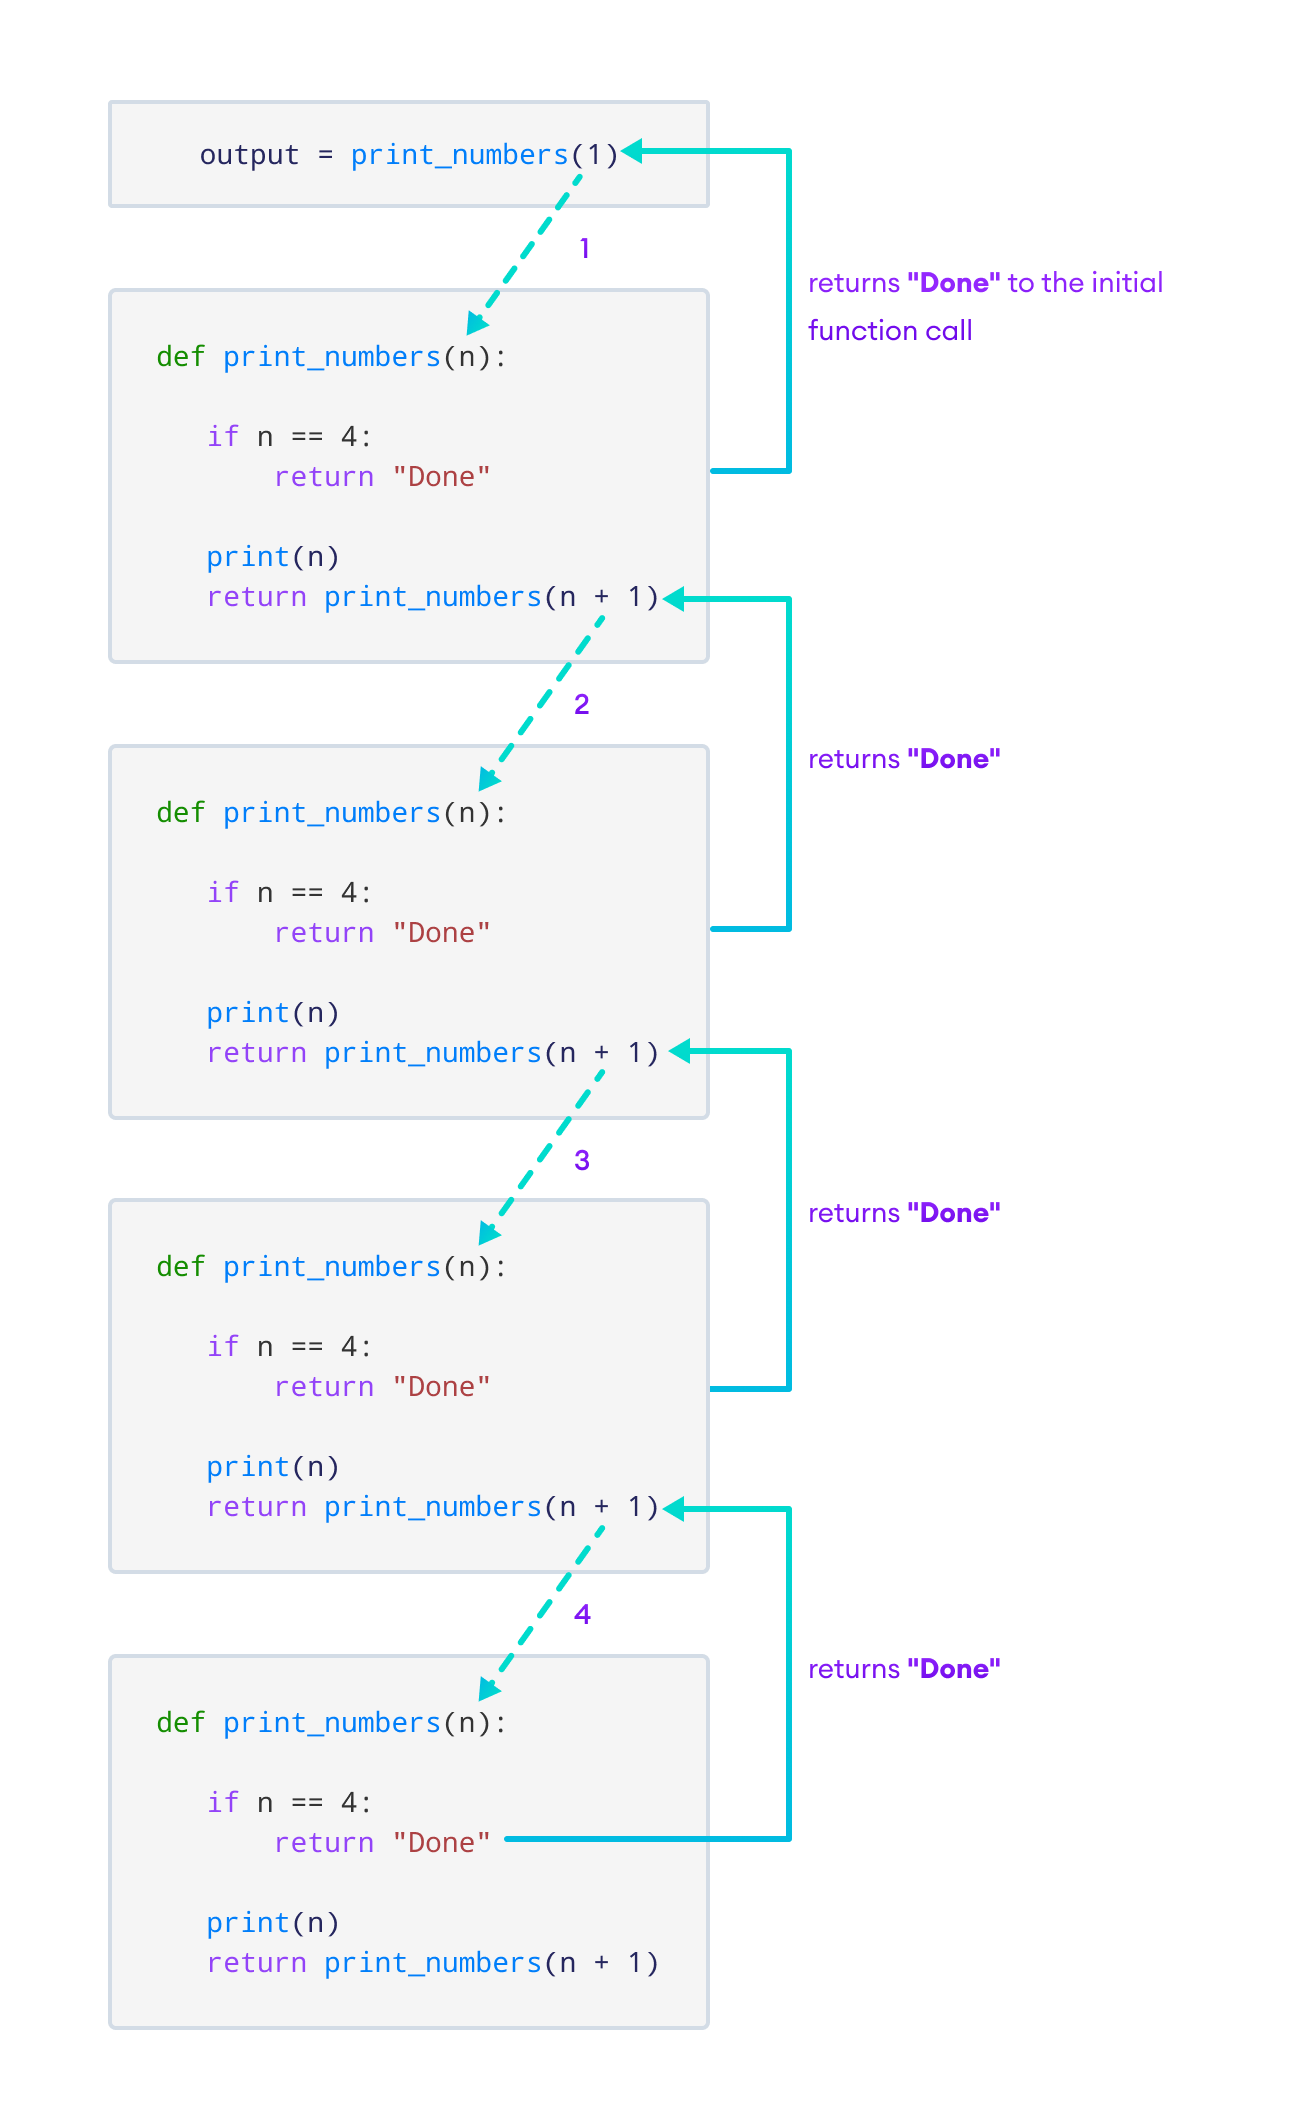 output = print_numbers(1)
1
returns "Done" to the initial
function call
def print_numbers(n):
if n == 4:
return "Done"
print(n)
return print_numbers(n + 1)
2
returns "Done"
def print_numbers(n):
if n == 4:
return "Done"
print(n)
return print_numbers(n + 1)
3
returns "Done"
def print_numbers(n):
if n == 4:
return "Done"
print(n)
return print_numbers(n + 1)
4
returns "Done"
def print_numbers(n):
if n == 4:
return "Done"
print(n)
return print_numbers(n + 1)